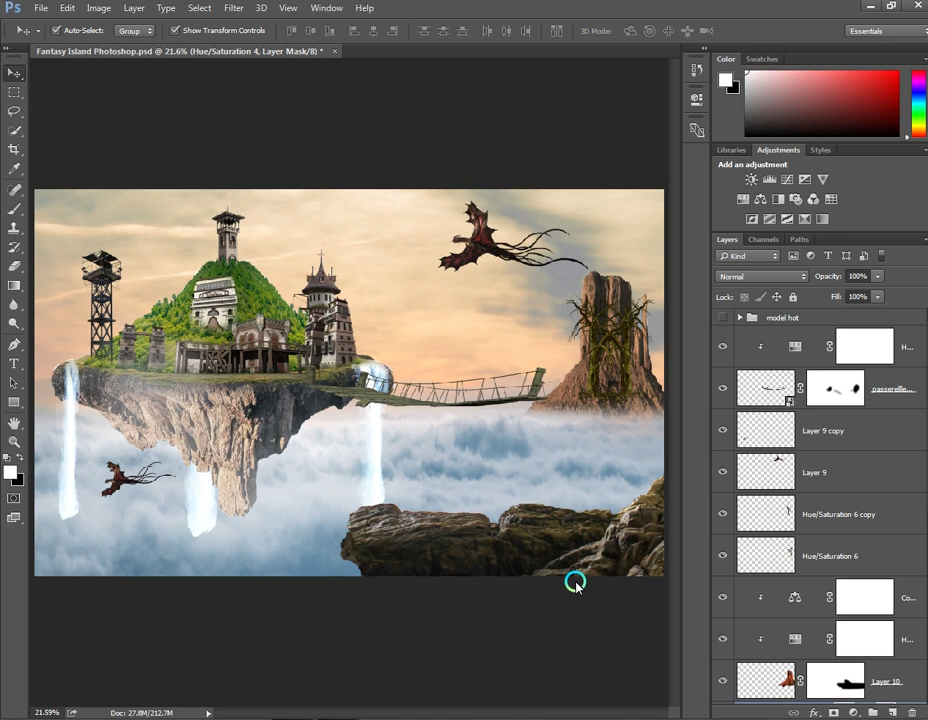 Ps File Edit Image Layer Type Select Filter 3D View Window Help
Auto-Select: Group Show Transform Controls 3D Mode: Essentials
Fantasy Island Photoshop.psd @ 21.6% (Hue/Saturation 4, Layer Mask/8) * ×
Color Swatches
Libraries Adjustments Styles
Add an adjustment
Layers Channels Paths
Kind
Normal Opacity: 100%
Lock: Fill: 100%
model hot
H...
passerelle...
Layer 9 copy
Layer 9
Hue/Saturation 6 copy
Hue/Saturation 6
Co...
H...
Layer 10
fx
21.59% Doc: 27.8M/212.7M